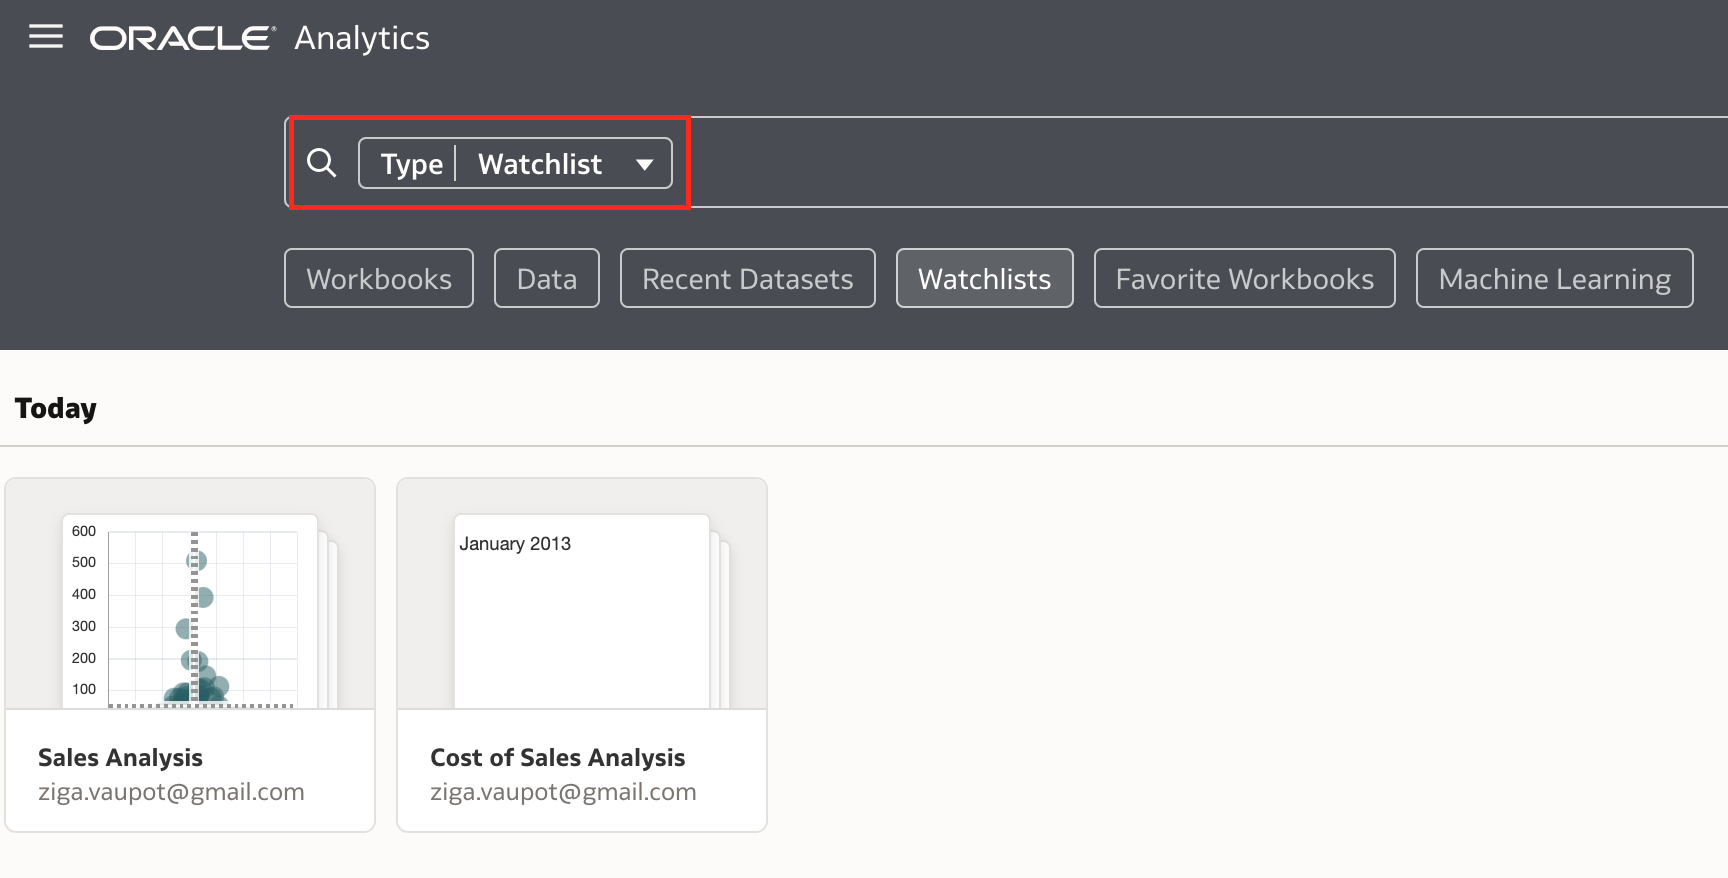 ORACLE® Analytics
Type Watchlist
Workbooks Data Recent Datasets Watchlists Favorite Workbooks Machine Learning
Today
600
500
400
300
200
100
January 2013
Sales Analysis
ziga.vaupot@gmail.com
Cost of Sales Analysis
ziga.vaupot@gmail.com